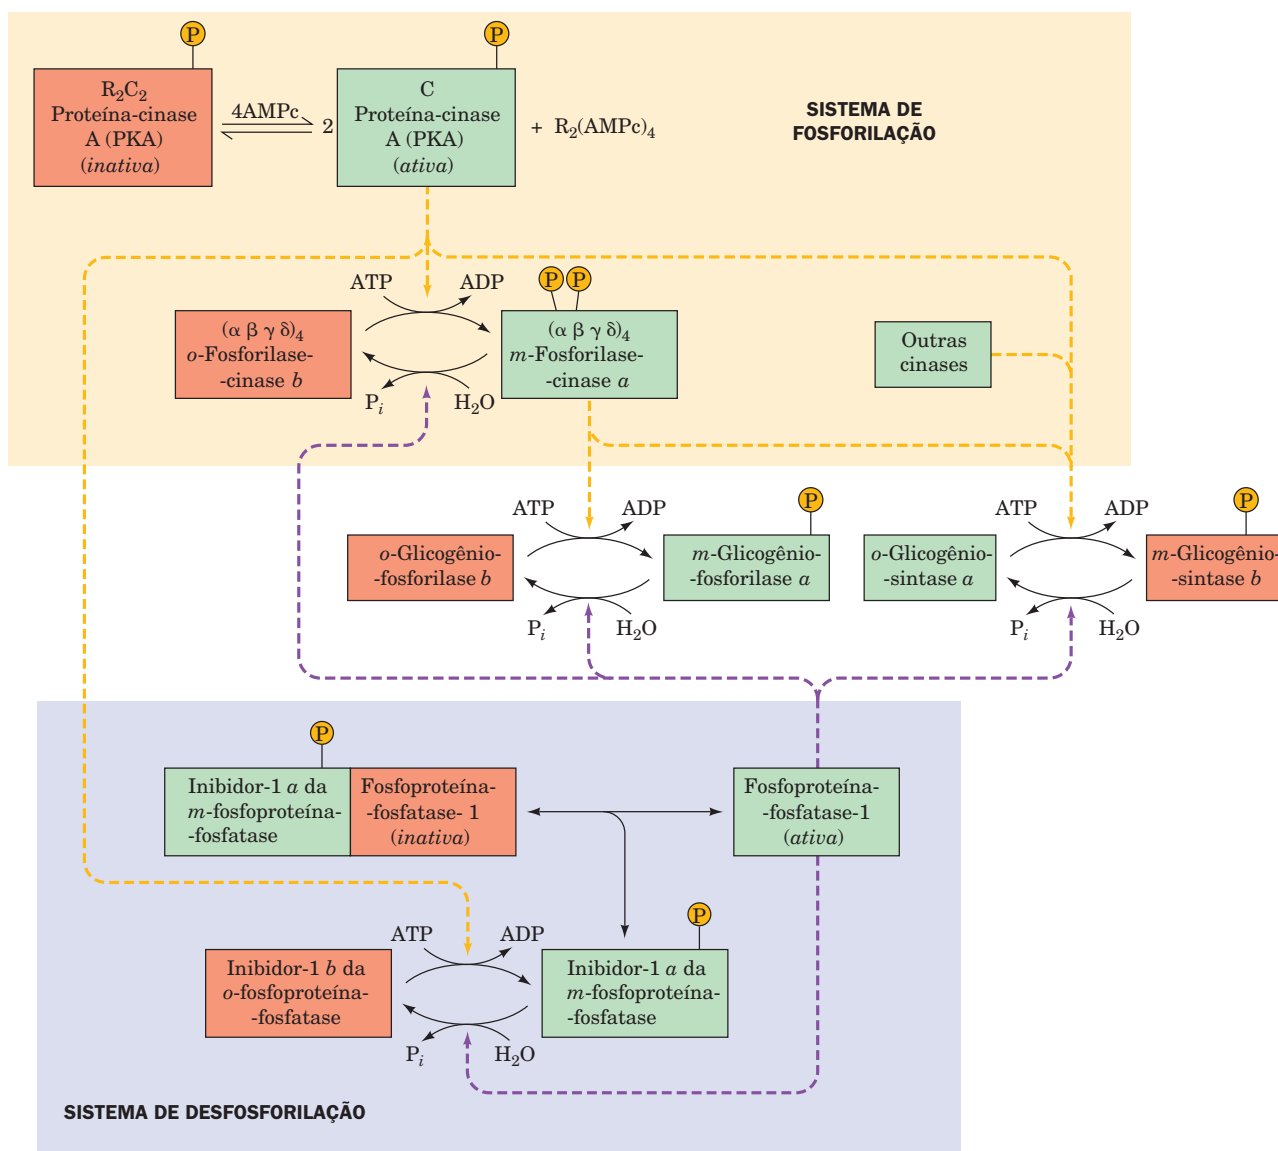 P
P
R₂C₂
Proteína-cinase
A (PKA)
(inativa)
4AMPc
2
C
Proteína-cinase
A (PKA)
(ativa)
+ R₂(AMPc)₄
SISTEMA DE
FOSFORILAÇÃO
ATP
ADP
P P
(α β γ δ)₄
o-Fosforilase-
-cinase b
(α β γ δ)₄
m-Fosforilase-
-cinase a
Outras
cinases
Pi
H₂O
ATP
ADP
P
ATP
ADP
P
o-Glicogênio-
-fosforilase b
m-Glicogênio-
-fosforilase a
o-Glicogênio-
-sintase a
m-Glicogênio-
-sintase b
Pi
H₂O
Pi
H₂O
P
Inibidor-1 a da
m-fosfoproteína-
-fosfatase
Fosfoproteína-
-fosfatase- 1
(inativa)
Fosfoproteína-
-fosfatase-1
(ativa)
P
ATP
ADP
Inibidor-1 b da
o-fosfoproteína-
-fosfatase
Inibidor-1 a da
m-fosfoproteína-
-fosfatase
Pi
H₂O
SISTEMA DE DESFOSFORILAÇÃO